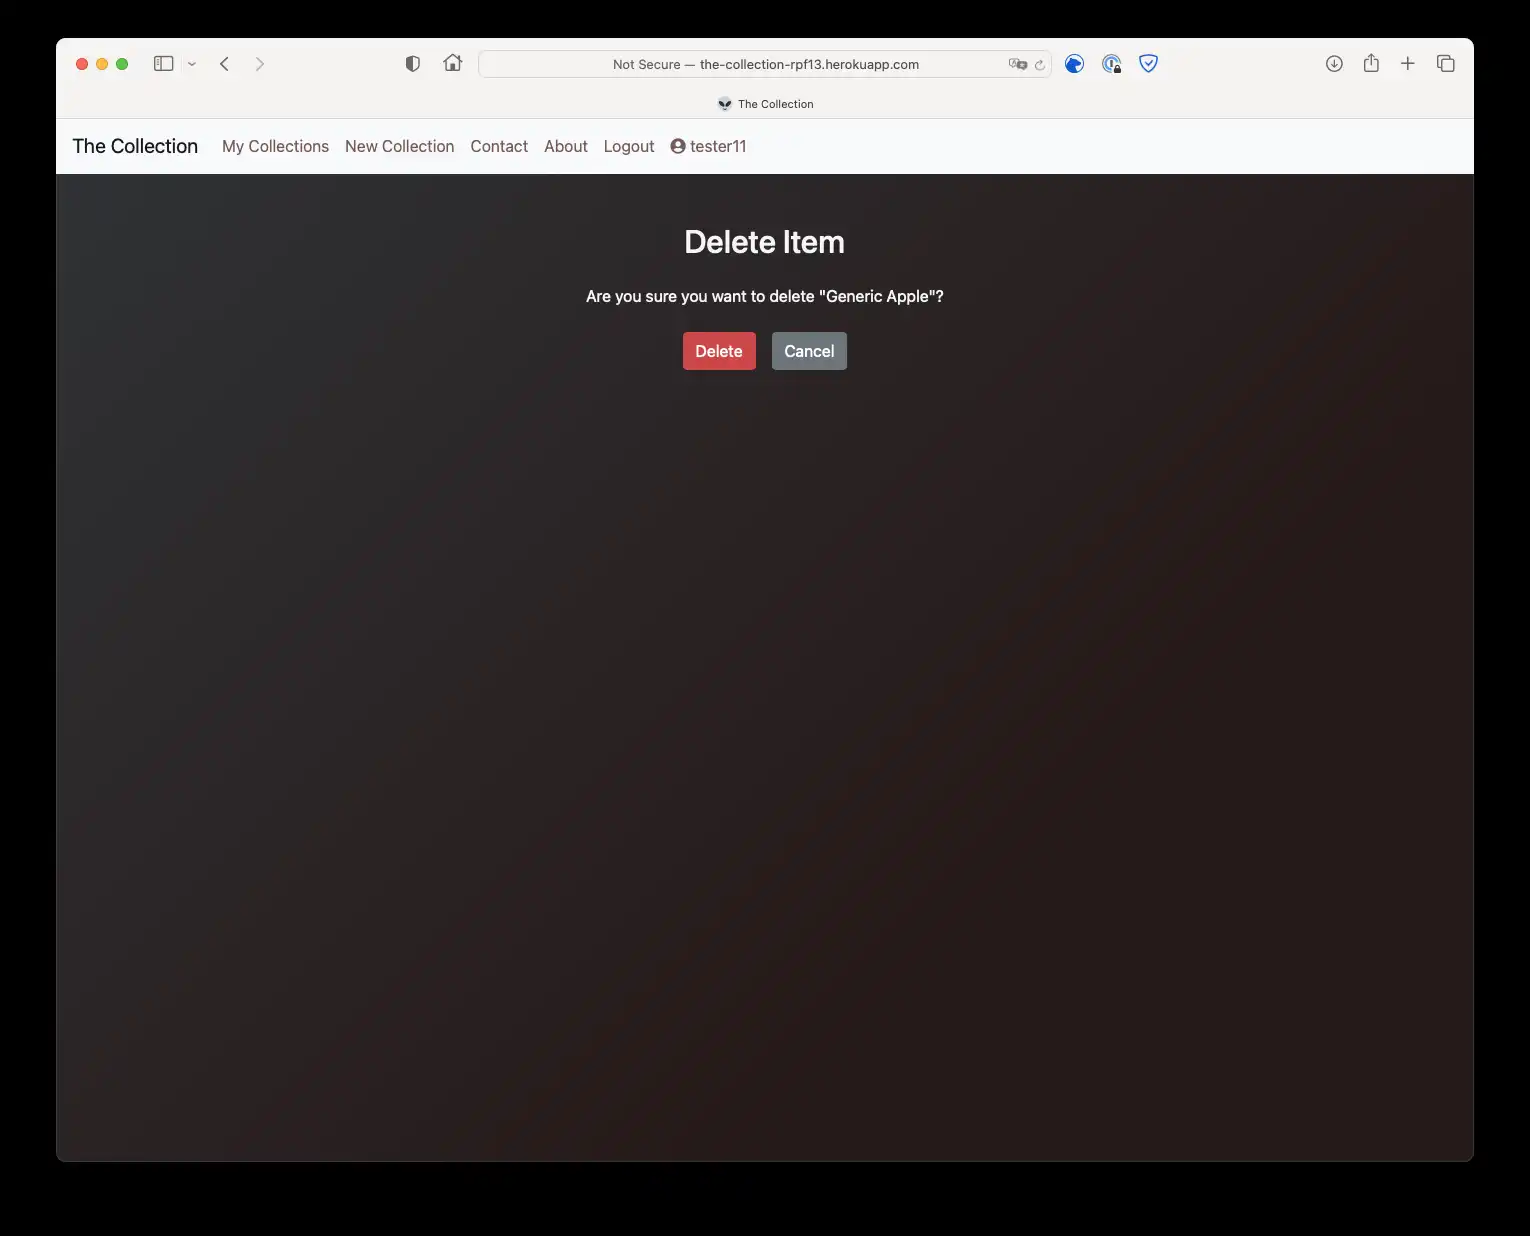 Not Secure — the-collection-rpf13.herokuapp.com
The Collection
The Collection My Collections New Collection Contact About Logout tester11
Delete Item
Are you sure you want to delete "Generic Apple"?
Delete Cancel